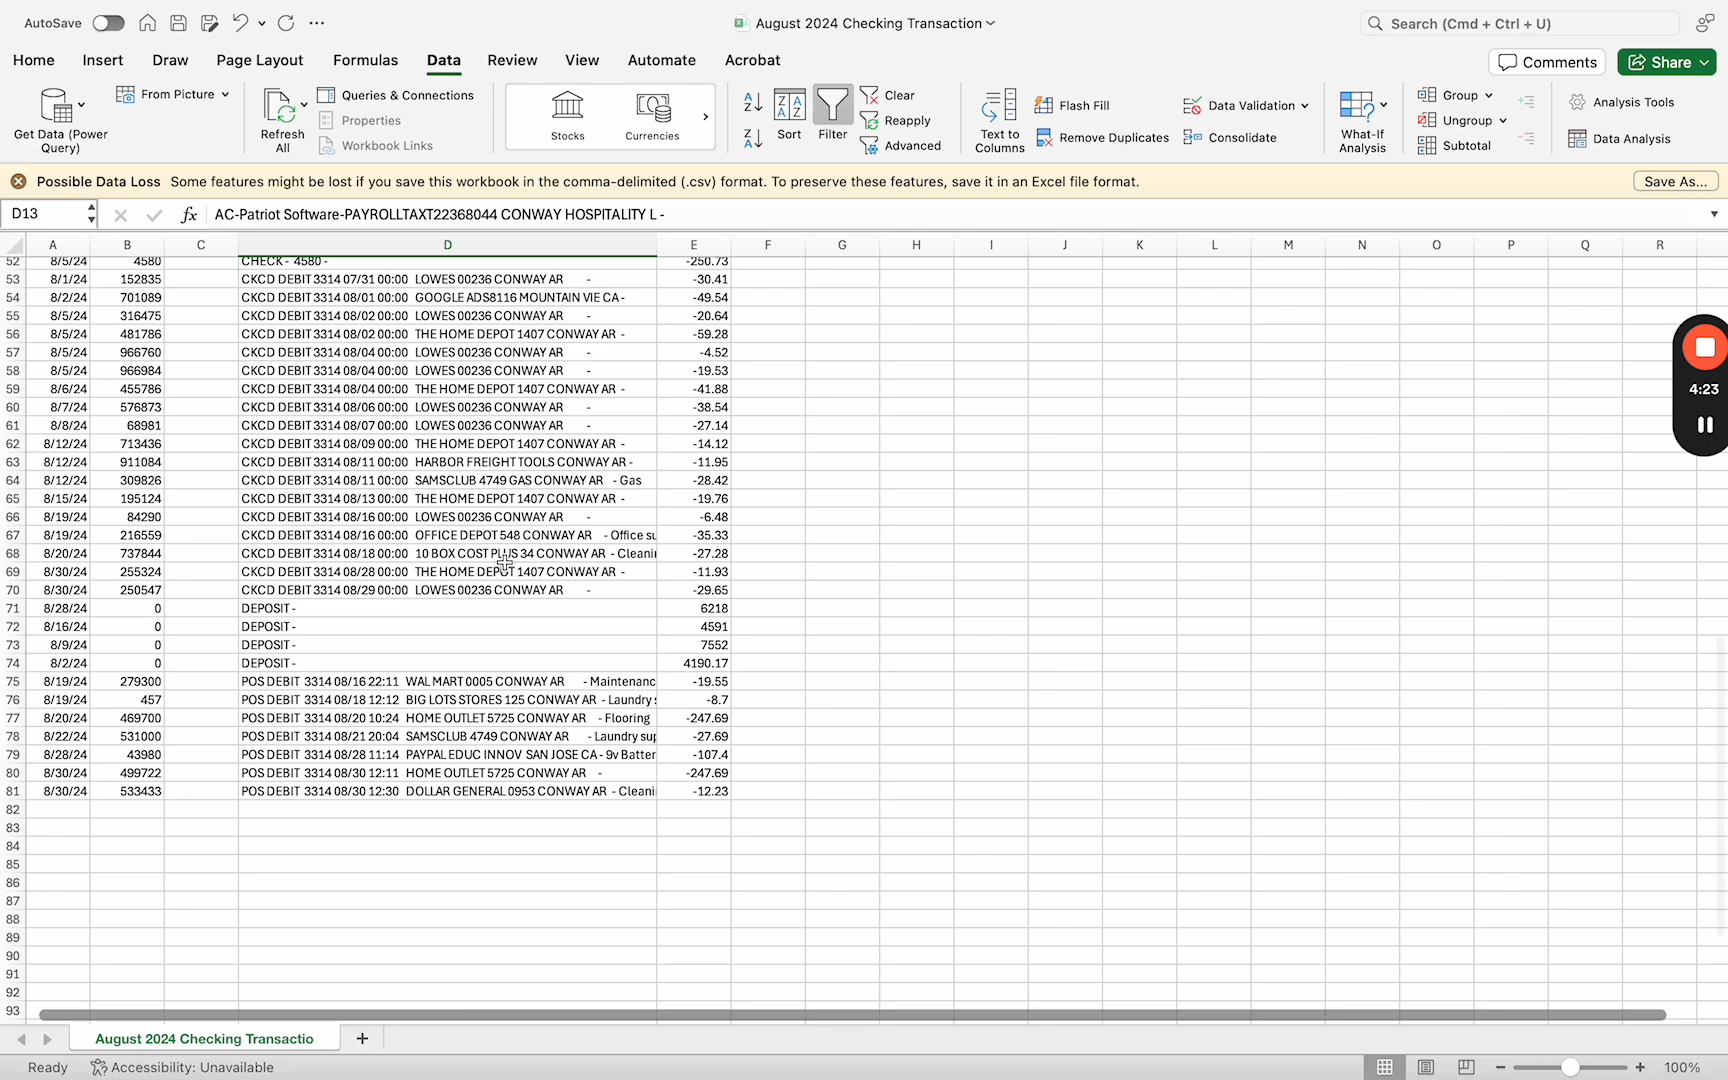 AutoSave
August 2024 Checking Transaction
Search (Cmd + Ctrl + U)
Home Insert Draw Page Layout Formulas Data Review View Automate Acrobat
Comments Share
Get Data (Power Query)
From Picture
Refresh All
Queries & Connections
Properties
Workbook Links
Stocks
Currencies
Sort
Filter
Clear
Reapply
Advanced
Text to Columns
Flash Fill
Remove Duplicates
Data Validation
Consolidate
What-If Analysis
Group
Ungroup
Subtotal
Analysis Tools
Data Analysis
Possible Data Loss Some features might be lost if you save this workbook in the comma-delimited (.csv) format. To preserve these features, save it in an Excel file format. Save As...
D13 fx AC-Patriot Software-PAYROLLTAXT22368044 CONWAY HOSPITALITY L -
A B C D E F G H I J K L M N O P Q R
52 8/5/24 4580 CHECK - 4580 - -250.73
53 8/1/24 152835 CKCD DEBIT 3314 07/31 00:00 LOWES 00236 CONWAY AR - -30.41
54 8/2/24 701089 CKCD DEBIT 3314 08/01 00:00 GOOGLE ADS8116 MOUNTAIN VIE CA - -49.54
55 8/5/24 316475 CKCD DEBIT 3314 08/02 00:00 LOWES 00236 CONWAY AR - -20.64
56 8/5/24 481786 CKCD DEBIT 3314 08/02 00:00 THE HOME DEPOT 1407 CONWAY AR - -59.28
57 8/5/24 966760 CKCD DEBIT 3314 08/04 00:00 LOWES 00236 CONWAY AR - -4.52
58 8/5/24 966984 CKCD DEBIT 3314 08/04 00:00 LOWES 00236 CONWAY AR - -19.53
59 8/6/24 455786 CKCD DEBIT 3314 08/04 00:00 THE HOME DEPOT 1407 CONWAY AR - -41.88
60 8/7/24 576873 CKCD DEBIT 3314 08/06 00:00 LOWES 00236 CONWAY AR - -38.54
61 8/8/24 68981 CKCD DEBIT 3314 08/07 00:00 LOWES 00236 CONWAY AR - -27.14
62 8/12/24 713436 CKCD DEBIT 3314 08/09 00:00 THE HOME DEPOT 1407 CONWAY AR - -14.12
63 8/12/24 911084 CKCD DEBIT 3314 08/11 00:00 HARBOR FREIGHT TOOLS CONWAY AR - -11.95
64 8/12/24 309826 CKCD DEBIT 3314 08/11 00:00 SAMSCLUB 4749 GAS CONWAY AR - Gas -28.42
65 8/15/24 195124 CKCD DEBIT 3314 08/13 00:00 THE HOME DEPOT 1407 CONWAY AR - -19.76
66 8/19/24 84290 CKCD DEBIT 3314 08/16 00:00 LOWES 00236 CONWAY AR - -6.48
67 8/19/24 216559 CKCD DEBIT 3314 08/16 00:00 OFFICE DEPOT 548 CONWAY AR - Office su -35.33
68 8/20/24 737844 CKCD DEBIT 3314 08/18 00:00 10 BOX COST PLUS 34 CONWAY AR - Cleani -27.28
69 8/30/24 255324 CKCD DEBIT 3314 08/28 00:00 THE HOME DEPOT 1407 CONWAY AR - -11.93
70 8/30/24 250547 CKCD DEBIT 3314 08/29 00:00 LOWES 00236 CONWAY AR - -29.65
71 8/28/24 0 DEPOSIT - 6218
72 8/16/24 0 DEPOSIT - 4591
73 8/9/24 0 DEPOSIT - 7552
74 8/2/24 0 DEPOSIT - 4190.17
75 8/19/24 279300 POS DEBIT 3314 08/16 22:11 WAL MART 0005 CONWAY AR - Maintenanc -19.55
76 8/19/24 457 POS DEBIT 3314 08/18 12:12 BIG LOTS STORES 125 CONWAY AR - Laundry s -8.7
77 8/20/24 469700 POS DEBIT 3314 08/20 10:24 HOME OUTLET 5725 CONWAY AR - Flooring -247.69
78 8/22/24 531000 POS DEBIT 3314 08/21 20:04 SAMSCLUB 4749 CONWAY AR - Laundry sup -27.69
79 8/28/24 43980 POS DEBIT 3314 08/28 11:14 PAYPAL EDUC INNOV SAN JOSE CA - 9v Batter -107.4
80 8/30/24 499722 POS DEBIT 3314 08/30 12:11 HOME OUTLET 5725 CONWAY AR - -247.69
81 8/30/24 533433 POS DEBIT 3314 08/30 12:30 DOLLAR GENERAL 0953 CONWAY AR - Cleani -12.23
82
83
84
85
86
87
88
89
90
91
92
93
4:23
August 2024 Checking Transactio
Ready Accessibility: Unavailable 100%